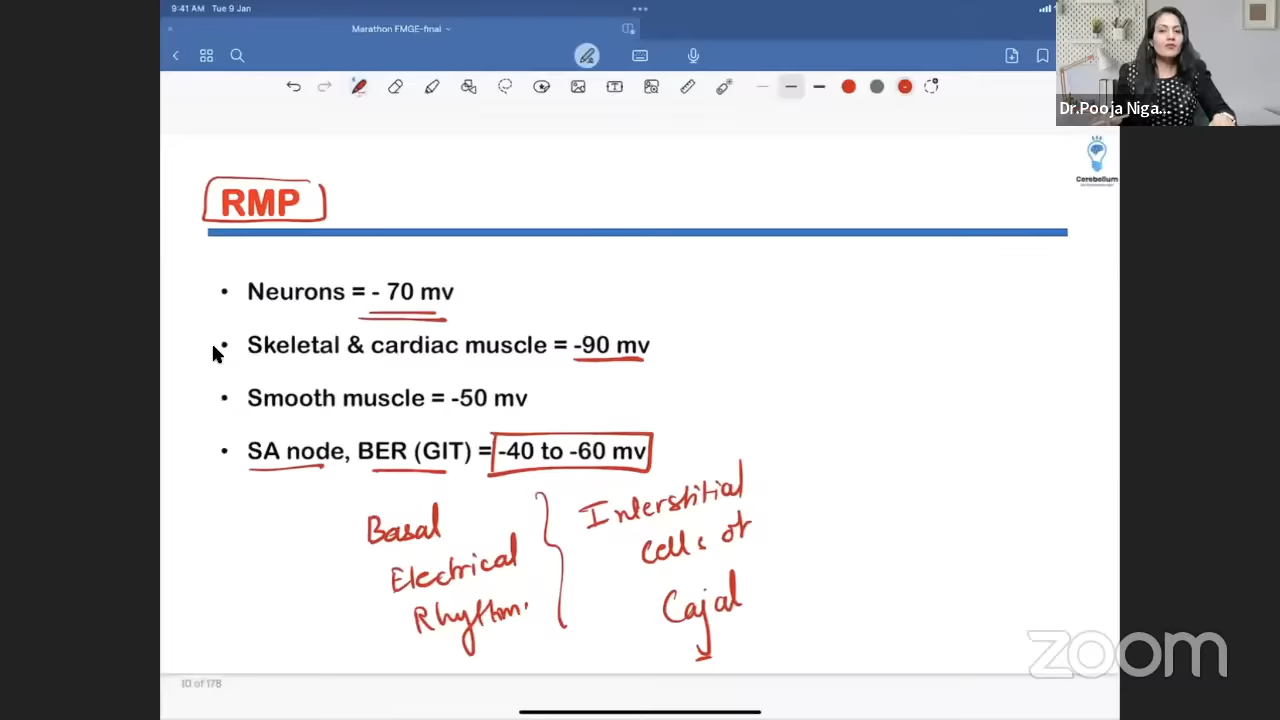 9:41 AM Tue 9 Jan
Marathon FMGE-final
Dr.Pooja Niga...
Cerebellum
RMP
• Neurons = - 70 mv
• Skeletal & cardiac muscle = -90 mv
• Smooth muscle = -50 mv
• SA node, BER (GIT) = -40 to -60 mv
Basal
Electrical
Rhythm.
Interstitial
cells of
Cajal
zoom
10 of 178